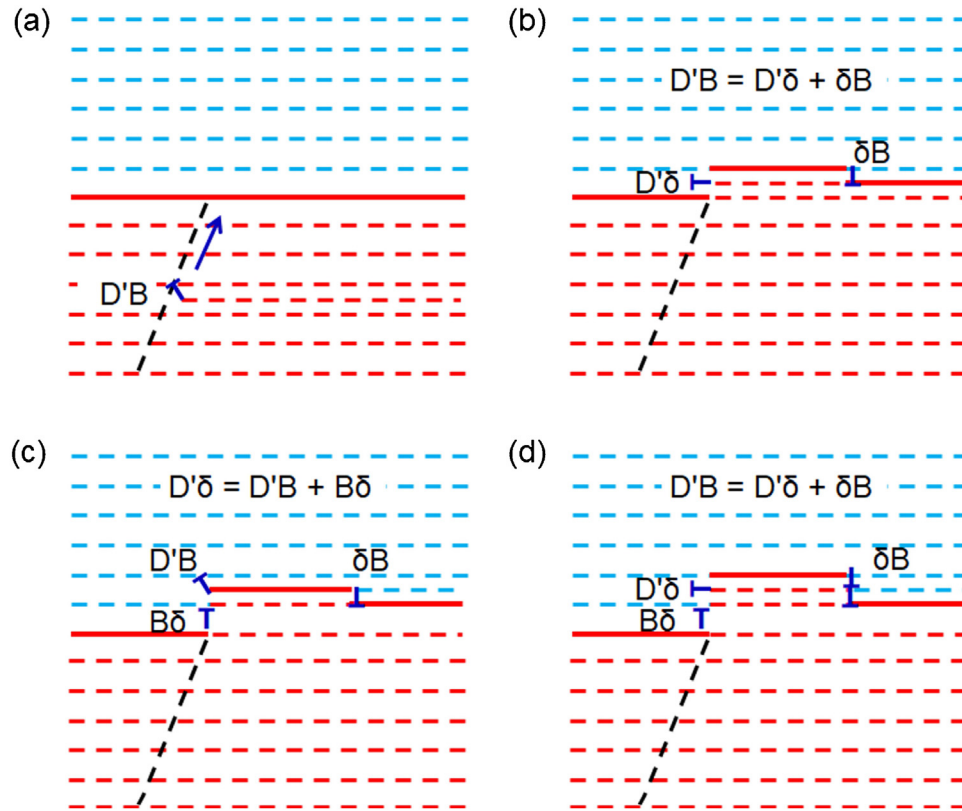 (a)
D'B
(b)
D'B = D'δ + δB
δB
D'δ
(c)
D'δ = D'B + Bδ
D'B
δB
Bδ
(d)
D'B = D'δ + δB
δB
D'δ
Bδ